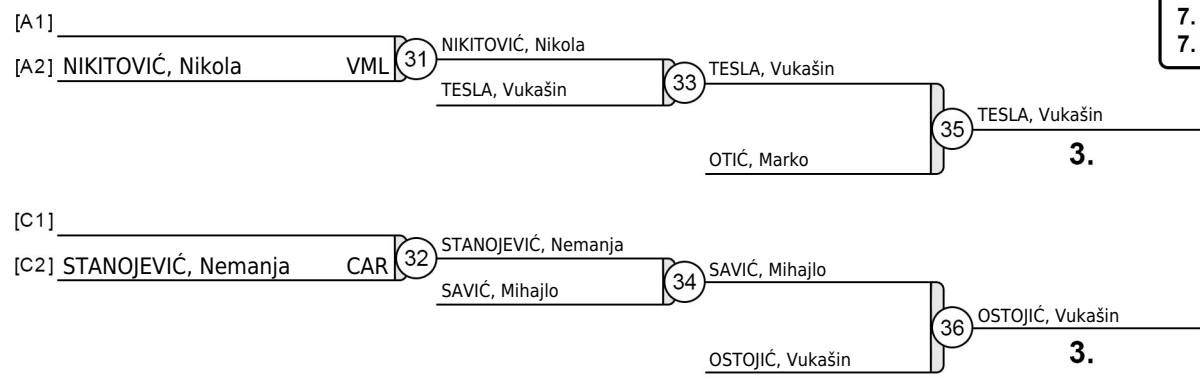 7.
7.
[A1]
[A2] NIKITOVIĆ, Nikola VML
31
NIKITOVIĆ, Nikola
TESLA, Vukašin
33
TESLA, Vukašin
OTIĆ, Marko
35
TESLA, Vukašin
3.
[C1]
[C2] STANOJEVIĆ, Nemanja CAR
32
STANOJEVIĆ, Nemanja
SAVIĆ, Mihajlo
34
SAVIĆ, Mihajlo
OSTOJIĆ, Vukašin
36
OSTOJIĆ, Vukašin
3.